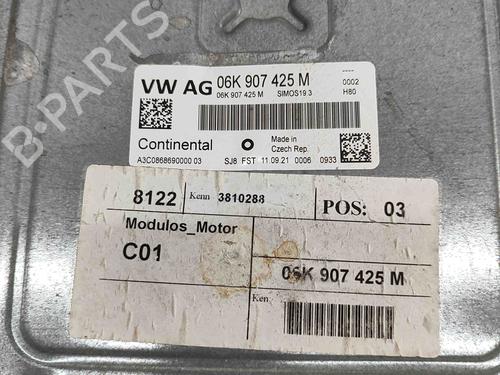 B-PARTS
VW AG 06K 907 425 M ----
06K 907 425 M SIMOS19.3 0002
H80
Continental Made in
Czech Rep.
A3C0868690000 03 SJ8 FST 11.09.21 0006 0933
8122 Kenn 3810288 POS: 03
Modulos_Motor
C01
06K 907 425 M
Ken